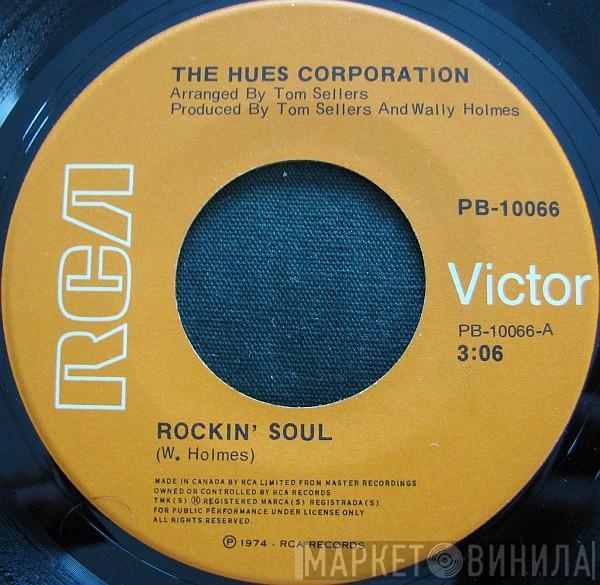 THE HUES CORPORATION
Arranged By Tom Sellers
Produced By Tom Sellers And Wally Holmes
RCA
PB-10066
Victor
PB-10066-A
3:06
ROCKIN' SOUL
(W. Holmes)
MADE IN CANADA BY RCA LIMITED FROM MASTER RECORDINGS
OWNED OR CONTROLLED BY RCA RECORDS
TMK(S) ® REGISTERED MARCA(S) REGISTRADA(S)
FOR PUBLIC PERFORMANCE UNDER LICENSE ONLY
ALL RIGHTS RESERVED.
℗ 1974 - RCA RECORDS
МАРКЕТ ВИНИЛА